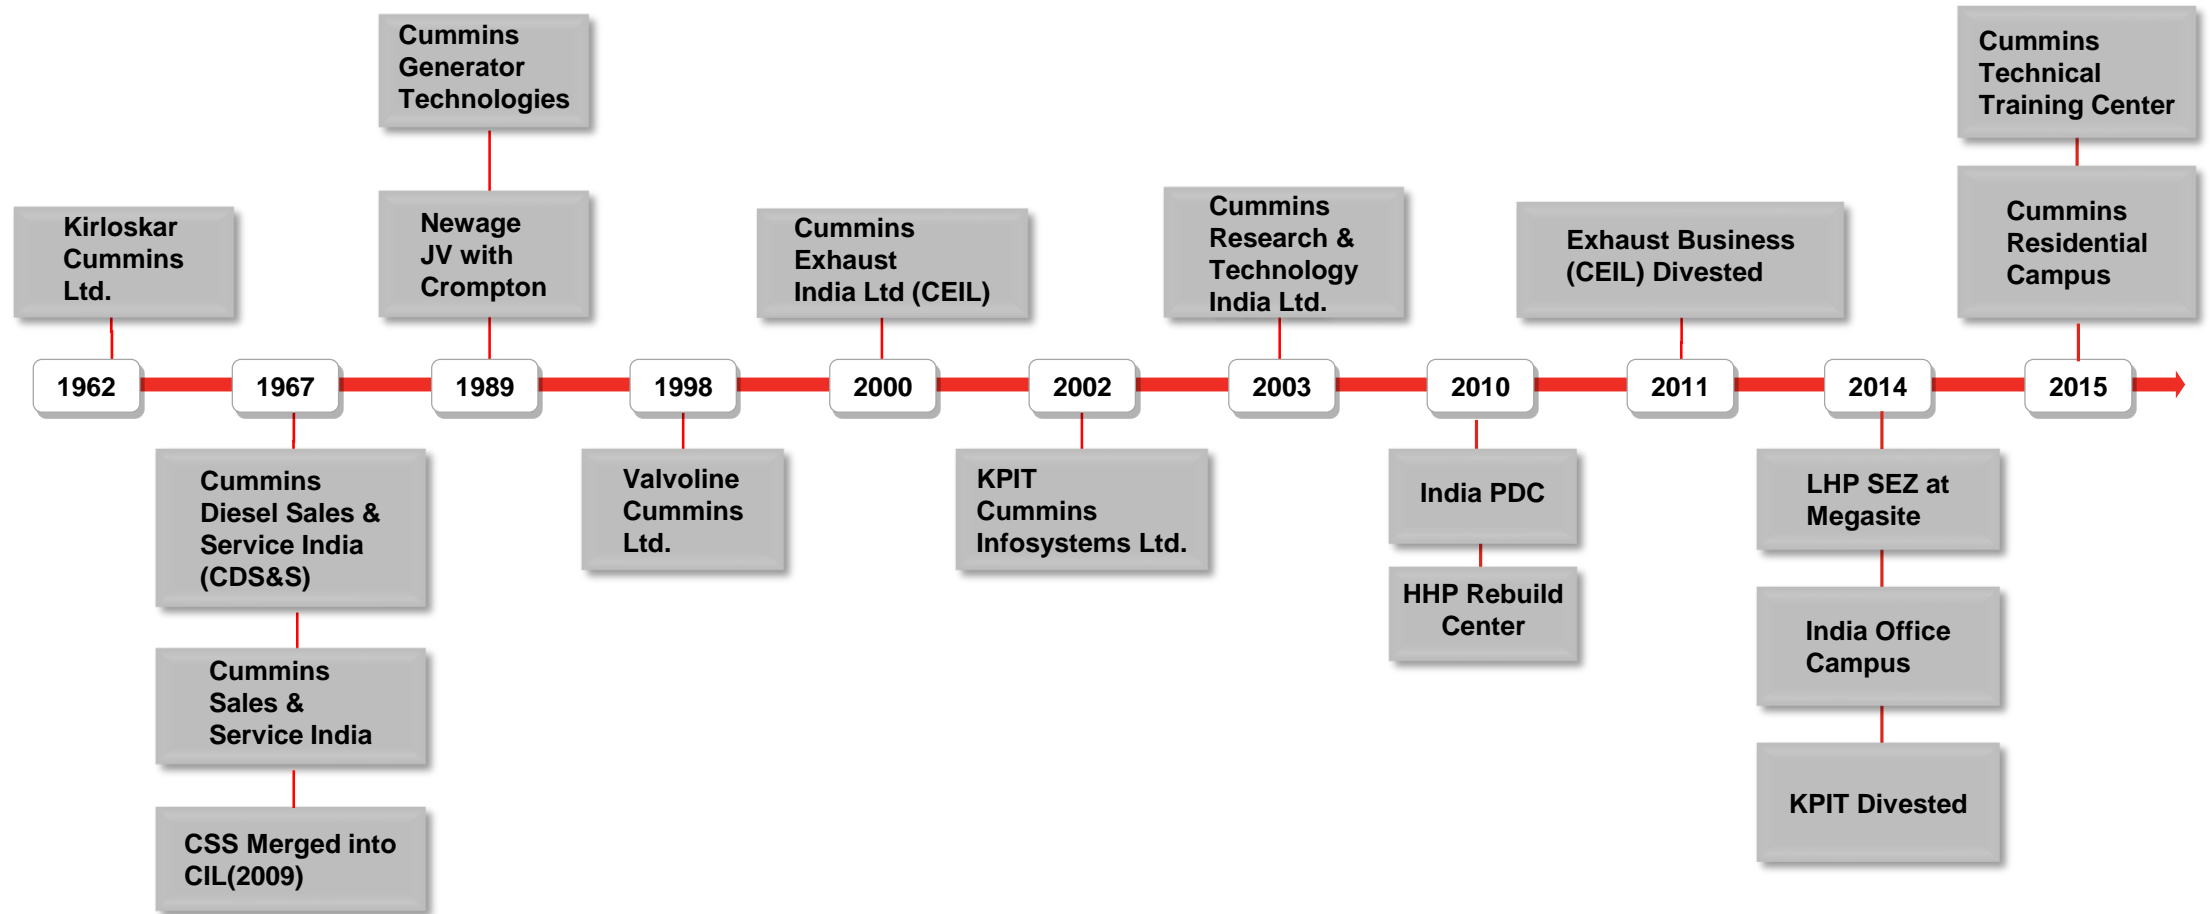 Cummins
Generator
Technologies
Cummins
Technical
Training Center
Kirloskar
Cummins
Ltd.
Newage
JV with
Crompton
Cummins
Exhaust
India Ltd (CEIL)
Cummins
Research &
Technology
India Ltd.
Exhaust Business
(CEIL) Divested
Cummins
Residential
Campus
1962
1967
1989
1998
2000
2002
2003
2010
2011
2014
2015
Cummins
Diesel Sales &
Service India
(CDS&S)
Valvoline
Cummins
Ltd.
KPIT
Cummins
Infosystems Ltd.
India PDC
LHP SEZ at
Megasite
HHP Rebuild
Center
Cummins
Sales &
Service India
India Office
Campus
CSS Merged into
CIL(2009)
KPIT Divested